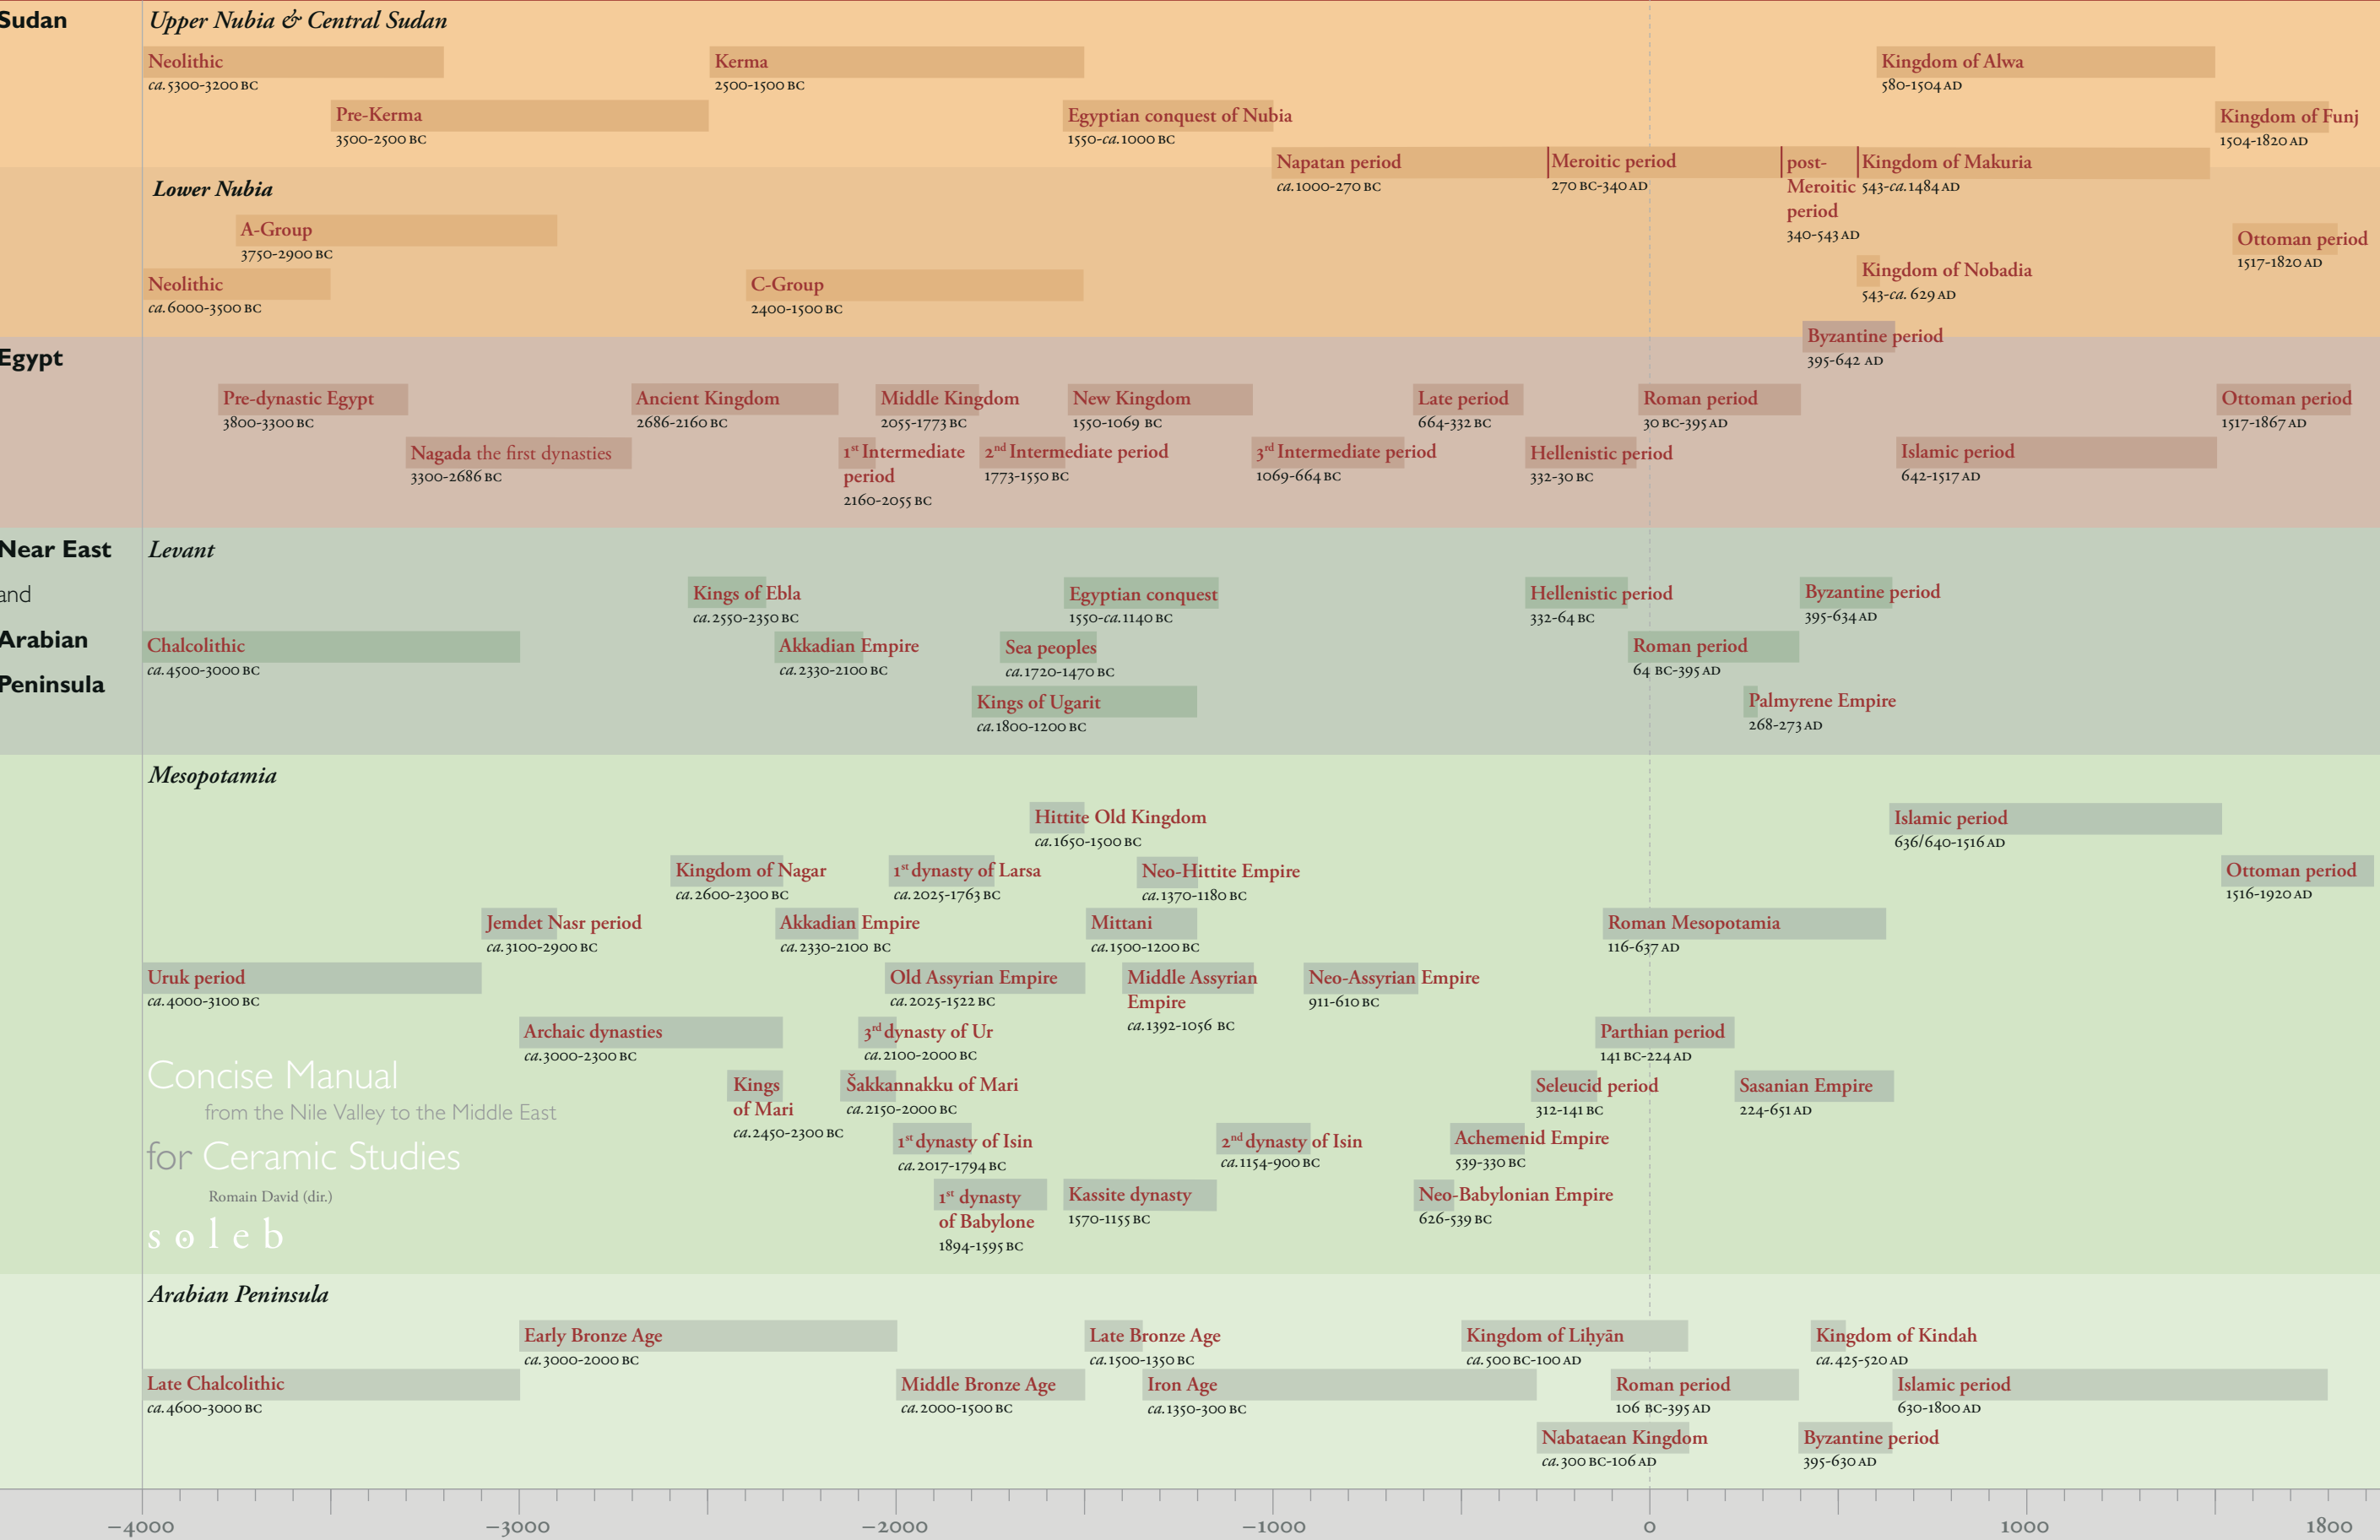 Sudan
Upper Nubia & Central Sudan
Neolithic
ca. 5300-3200 BC
Kerma
2500-1500 BC
Kingdom of Alwa
580-1504 AD
Pre-Kerma
3500-2500 BC
Egyptian conquest of Nubia
1550-ca. 1000 BC
Kingdom of Funj
1504-1820 AD
Napatan period
ca. 1000-270 BC
Meroitic period
270 BC-340 AD
post-
Meroitic
period
340-543 AD
Kingdom of Makuria
543-ca. 1484 AD
Lower Nubia
A-Group
3750-2900 BC
Ottoman period
1517-1820 AD
Neolithic
ca. 6000-3500 BC
C-Group
2400-1500 BC
Kingdom of Nobadia
543-ca. 629 AD
Egypt
Byzantine period
395-642 AD
Pre-dynastic Egypt
3800-3300 BC
Ancient Kingdom
2686-2160 BC
Middle Kingdom
2055-1773 BC
New Kingdom
1550-1069 BC
Late period
664-332 BC
Roman period
30 BC-395 AD
Ottoman period
1517-1867 AD
Nagada the first dynasties
3300-2686 BC
1st Intermediate
period
2160-2055 BC
2nd Intermediate period
1773-1550 BC
3rd Intermediate period
1069-664 BC
Hellenistic period
332-30 BC
Islamic period
642-1517 AD
Near East
and
Arabian
Peninsula
Levant
Kings of Ebla
ca. 2550-2350 BC
Egyptian conquest
1550-ca. 1140 BC
Hellenistic period
332-64 BC
Byzantine period
395-634 AD
Chalcolithic
ca. 4500-3000 BC
Akkadian Empire
ca. 2330-2100 BC
Sea peoples
ca. 1720-1470 BC
Roman period
64 BC-395 AD
Kings of Ugarit
ca. 1800-1200 BC
Palmyrene Empire
268-273 AD
Mesopotamia
Hittite Old Kingdom
ca. 1650-1500 BC
Islamic period
636/640-1516 AD
Kingdom of Nagar
ca. 2600-2300 BC
1st dynasty of Larsa
ca. 2025-1763 BC
Neo-Hittite Empire
ca. 1370-1180 BC
Ottoman period
1516-1920 AD
Jemdet Nasr period
ca. 3100-2900 BC
Akkadian Empire
ca. 2330-2100 BC
Mittani
ca. 1500-1200 BC
Roman Mesopotamia
116-637 AD
Uruk period
ca. 4000-3100 BC
Old Assyrian Empire
ca. 2025-1522 BC
Middle Assyrian
Empire
ca. 1392-1056 BC
Neo-Assyrian Empire
911-610 BC
Archaic dynasties
ca. 3000-2300 BC
3rd dynasty of Ur
ca. 2100-2000 BC
Parthian period
141 BC-224 AD
Kings
of Mari
ca. 2450-2300 BC
Šakkannakku of Mari
ca. 2150-2000 BC
Seleucid period
312-141 BC
Sasanian Empire
224-651 AD
1st dynasty of Isin
ca. 2017-1794 BC
2nd dynasty of Isin
ca. 1154-900 BC
Achemenid Empire
539-330 BC
1st dynasty
of Babylone
1894-1595 BC
Kassite dynasty
1570-1155 BC
Neo-Babylonian Empire
626-539 BC
Concise Manual
from the Nile Valley to the Middle East
for Ceramic Studies
Romain David (dir.)
soleb
Arabian Peninsula
Early Bronze Age
ca. 3000-2000 BC
Late Bronze Age
ca. 1500-1350 BC
Kingdom of Liḥyān
ca. 500 BC-100 AD
Kingdom of Kindah
ca. 425-520 AD
Late Chalcolithic
ca. 4600-3000 BC
Middle Bronze Age
ca. 2000-1500 BC
Iron Age
ca. 1350-300 BC
Roman period
106 BC-395 AD
Islamic period
630-1800 AD
Nabataean Kingdom
ca. 300 BC-106 AD
Byzantine period
395-630 AD
–4000 –3000 –2000 –1000 0 1000 1800